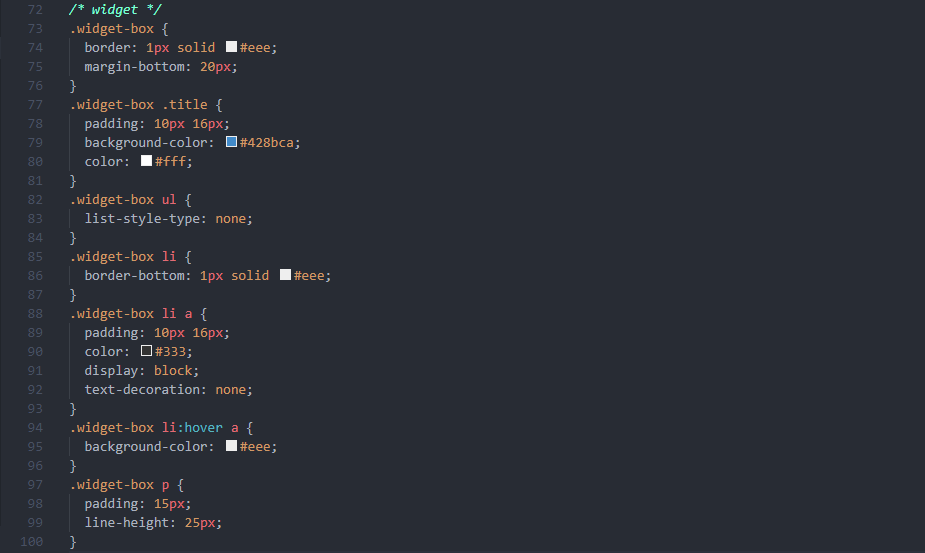 72 /* widget */
73 .widget-box {
74 border: 1px solid #eee;
75 margin-bottom: 20px;
76 }
77 .widget-box .title {
78 padding: 10px 16px;
79 background-color: #428bca;
80 color: #fff;
81 }
82 .widget-box ul {
83 list-style-type: none;
84 }
85 .widget-box li {
86 border-bottom: 1px solid #eee;
87 }
88 .widget-box li a {
89 padding: 10px 16px;
90 color: #333;
91 display: block;
92 text-decoration: none;
93 }
94 .widget-box li:hover a {
95 background-color: #eee;
96 }
97 .widget-box p {
98 padding: 15px;
99 line-height: 25px;
100 }